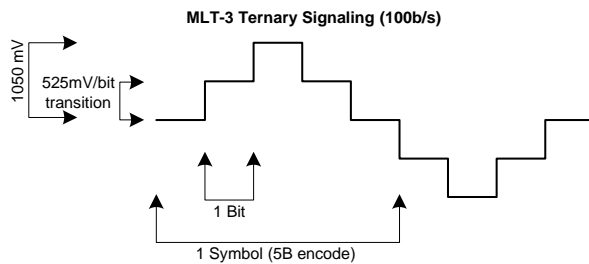 MLT-3 Ternary Signaling (100b/s)
1050 mV
525mV/bit
transition
1 Bit
1 Symbol (5B encode)